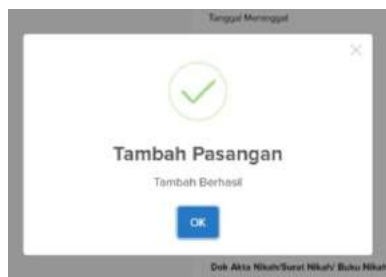 Tanggal Meninggal
Tambah Pasangan
Tambah Berhasil
OK
Dok Akta Nikah/Surat Nikah/ Buku Nikah